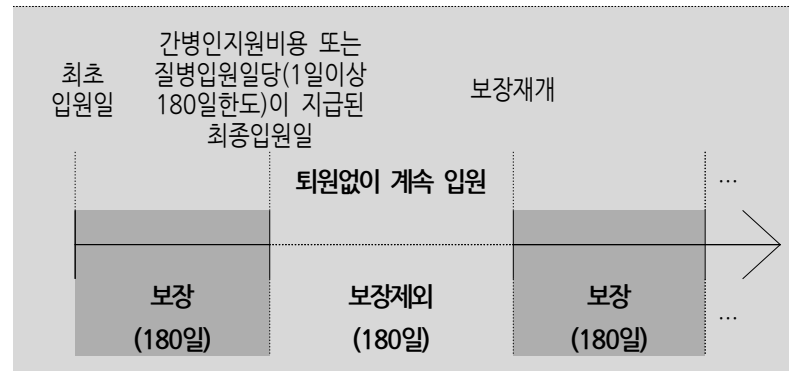 최초
입원일
간병인지원비용 또는
질병입원일당(1일이상
180일한도)이 지급된
최종입원일
보장재개
퇴원없이 계속 입원
…
보장
(180일)
보장제외
(180일)
보장
(180일)
…